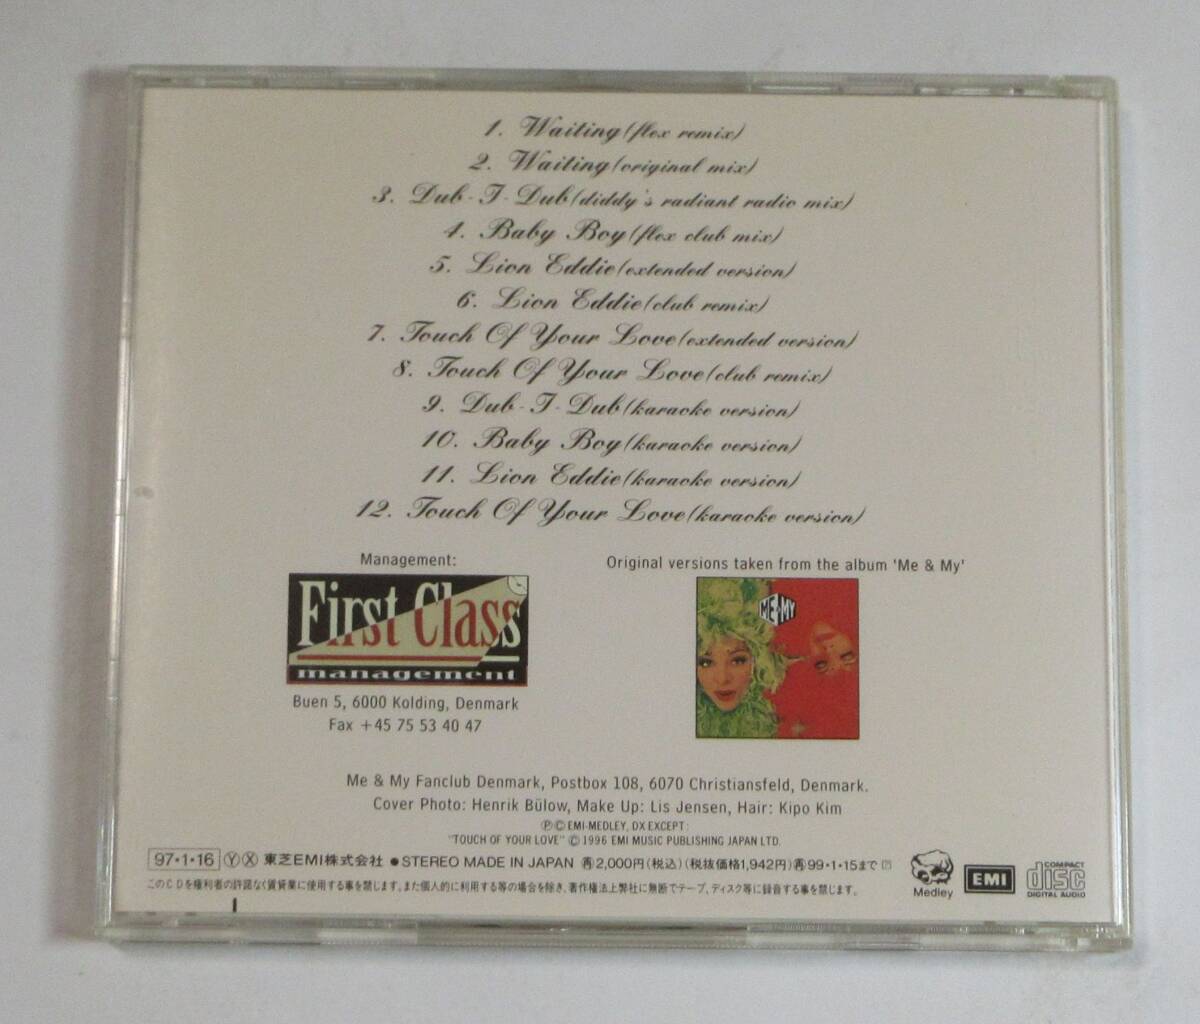 1. Waiting (flex remix)
2. Waiting (original mix)
3. Dub-I-Dub (diddy's radiant radio mix)
4. Baby Boy (flex club mix)
5. Lion Eddie (extended version)
6. Lion Eddie (club remix)
7. Touch Of Your Love (extended version)
8. Touch Of Your Love (club remix)
9. Dub-I-Dub (karaoke version)
10. Baby Boy (karaoke version)
11. Lion Eddie (karaoke version)
12. Touch Of Your Love (karaoke version)
Management:
First Class
management
Buen 5, 6000 Kolding, Denmark
Fax +45 75 53 40 47
Original versions taken from the album 'Me & My'
ME & MY
Me & My Fanclub Denmark, Postbox 108, 6070 Christiansfeld, Denmark.
Cover Photo: Henrik Bülow, Make Up: Lis Jensen, Hair: Kipo Kim
Ⓟ© EMI-MEDLEY, DX EXCEPT:
"TOUCH OF YOUR LOVE" © 1996 EMI MUSIC PUBLISHING JAPAN LTD.
97・1・16 Ⓨ Ⓧ 東芝EMI株式会社 ●STEREO MADE IN JAPAN 再2,000円(税込)(税抜価格1,942円)再99・1・15まで
このCDを権利者の許諾なく賃貸業に使用する事を禁じます。また個人的に利用する等の場合を除き、著作権法上弊社に無断でテープ、ディスク等に録音する事を禁じます。
Medley
EMI
COMPACT
disc
DIGITAL AUDIO